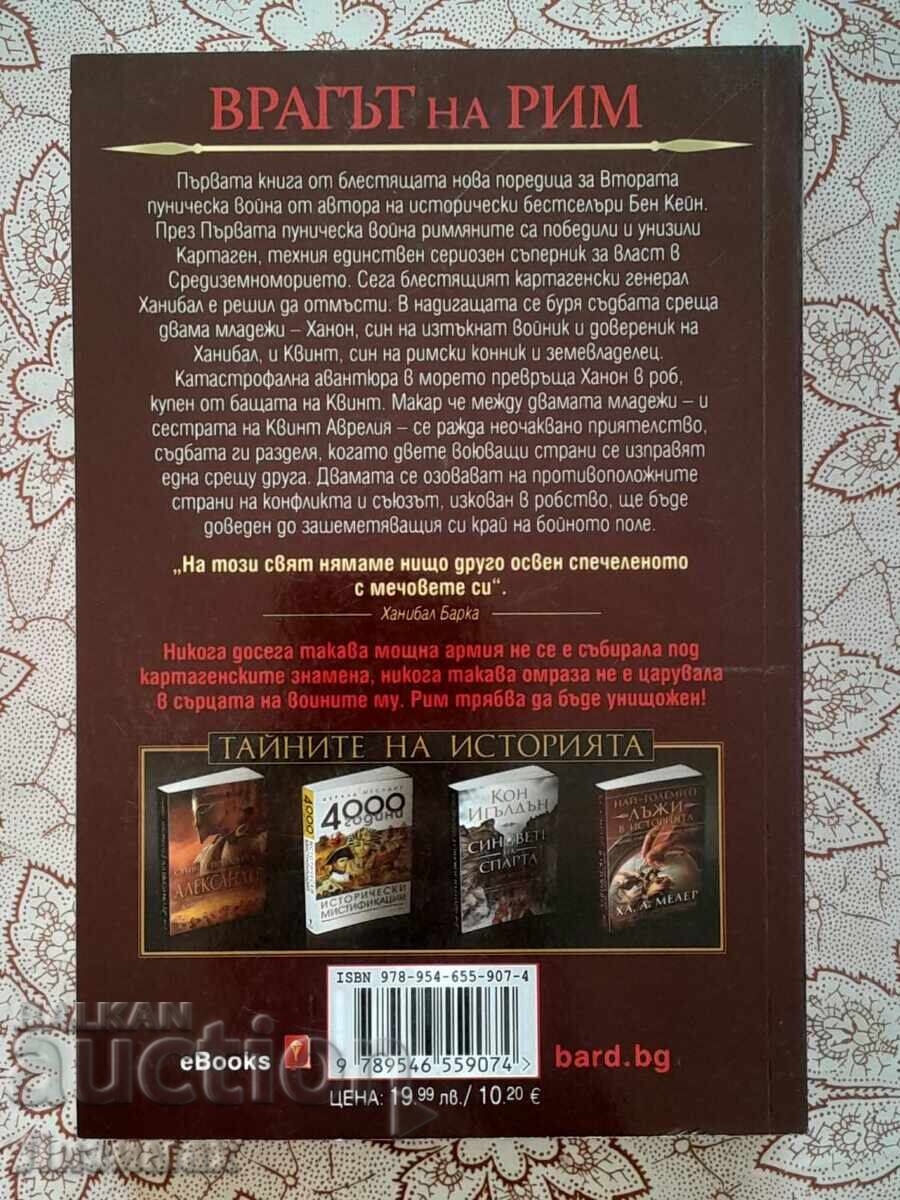 ВРАГЪТ НА РИМ
Първата книга от блестящата нова поредица за Втората
пуническа война от автора на исторически бестселъри Бен Кейн.
През Първата пуническа война римляните са победили и унизили
Картаген, техния единствен сериозен съперник за власт в
Средиземноморието. Сега блестящият картагенски генерал
Ханибал е решил да отмъсти. В надигащата се буря съдбата среща
двама младежи – Ханон, син на изтъкнат войник и довереник на
Ханибал, и Квинт, син на римски конник и земевладелец.
Катастрофална авантюра в морето превръща Ханон в роб,
купен от бащата на Квинт. Макар че между двамата младежи – и
сестрата на Квинт Аврелия – се ражда неочаквано приятелство,
съдбата ги разделя, когато двете воюващи страни се изправят
една срещу друга. Двамата се озовават на противоположните
страни на конфликта и съюзът, изкован в робство, ще бъде
доведен до зашеметяващия си край на бойното поле.
„На този свят нямаме нищо друго освен спечеленото
с мечовете си“.
Ханибал Барка
Никога досега такава мощна армия не се е събирала под
картагенските знамена, никога такава омраза не е царувала
в сърцата на воините му. Рим трябва да бъде унищожен!
ТАЙНИТЕ НА ИСТОРИЯТА
АЛЕКСАНДЪР
4000
4000
ГОДИНИ
ИСТОРИЧЕСКИ
МИСТИФИКАЦИИ
КОН
ИГЪЛДЪН
СИНОВЕТЕ
НА
СПАРТА
НАЙ-ГОЛЕМИТЕ
ЛЪЖИ
В ИСТОРИЯТА
ХЛ. А. МЕЛЕР
ISBN 978-954-655-907-4
9 789546 559074 >
eBooks
bard.bg
ЦЕНА: 19.99 лв./ 10.20 €
BALKAN
auction